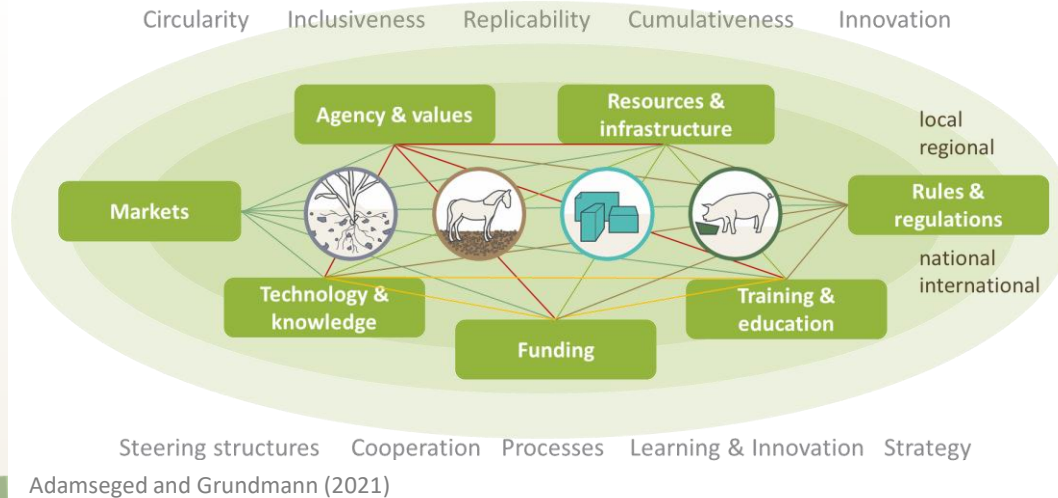 Circularity Inclusiveness Replicability Cumulativeness Innovation
Agency & values
Resources &
infrastructure
local
regional
Markets
Rules &
regulations
national
international
Technology &
knowledge
Training &
education
Funding
Steering structures Cooperation Processes Learning & Innovation Strategy
Adamseged and Grundmann (2021)